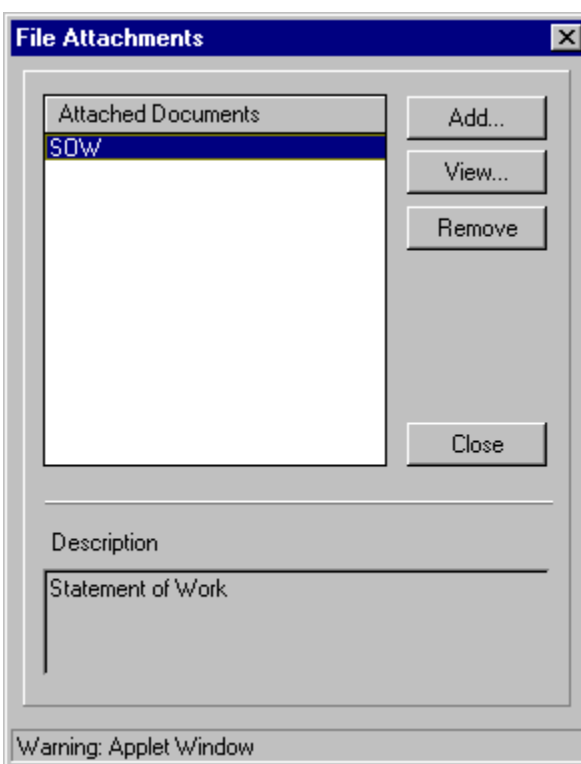 File Attachments
Attached Documents
SOW
Add...
View...
Remove
Close
Description
Statement of Work
Warning: Applet Window